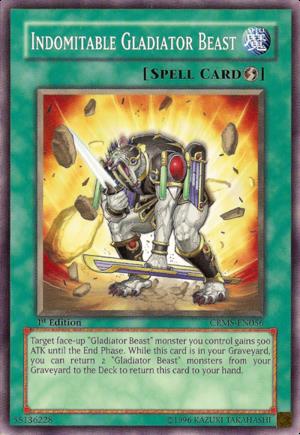 INDOMITABLE GLADIATOR BEAST 魔
[SPELL CARD]
1st Edition CRMS-EN056
Target face-up "Gladiator Beast" monster you control gains 500
ATK until the End Phase. While this card is in your Graveyard,
you can return 2 "Gladiator Beast" monsters from your
Graveyard to the Deck to return this card to your hand.
55136228 ©1996 KAZUKI TAKAHASHI